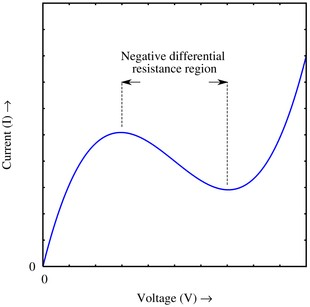 Negative differential
resistance region
Current (I) →
0
0
Voltage (V) →